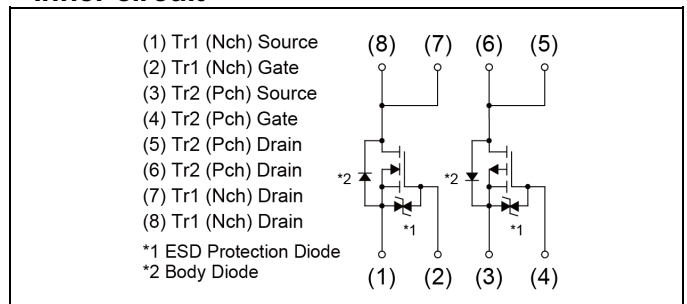 (1) Tr1 (Nch) Source
(2) Tr1 (Nch) Gate
(3) Tr2 (Pch) Source
(4) Tr2 (Pch) Gate
(5) Tr2 (Pch) Drain
(6) Tr2 (Pch) Drain
(7) Tr1 (Nch) Drain
(8) Tr1 (Nch) Drain
*1 ESD Protection Diode
*2 Body Diode
(8) (7) (6) (5)
*2 *2
*1 *1
(1) (2) (3) (4)